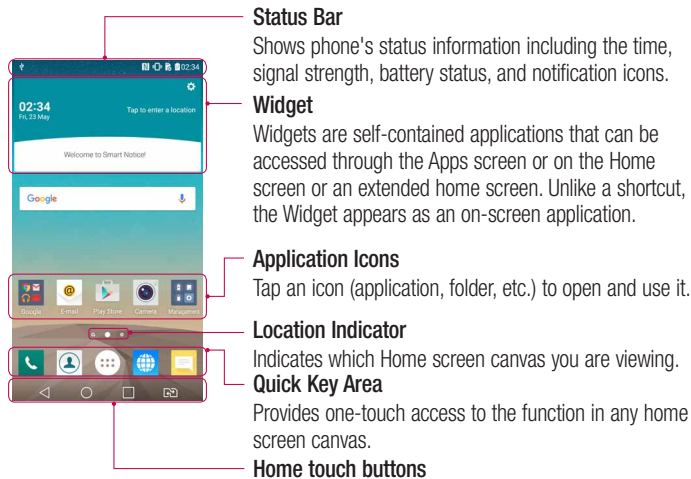 Status Bar
Shows phone's status information including the time,
signal strength, battery status, and notification icons.
Widget
Widgets are self-contained applications that can be
accessed through the Apps screen or on the Home
screen or an extended home screen. Unlike a shortcut,
the Widget appears as an on-screen application.
Application Icons
Tap an icon (application, folder, etc.) to open and use it.
Location Indicator
Indicates which Home screen canvas you are viewing.
Quick Key Area
Provides one-touch access to the function in any home
screen canvas.
Home touch buttons
02:34
02:34
Fri, 23 May
Tap to enter a location
Welcome to Smart Notice!
Google
Google
E-mail
Play Store
Camera
Management